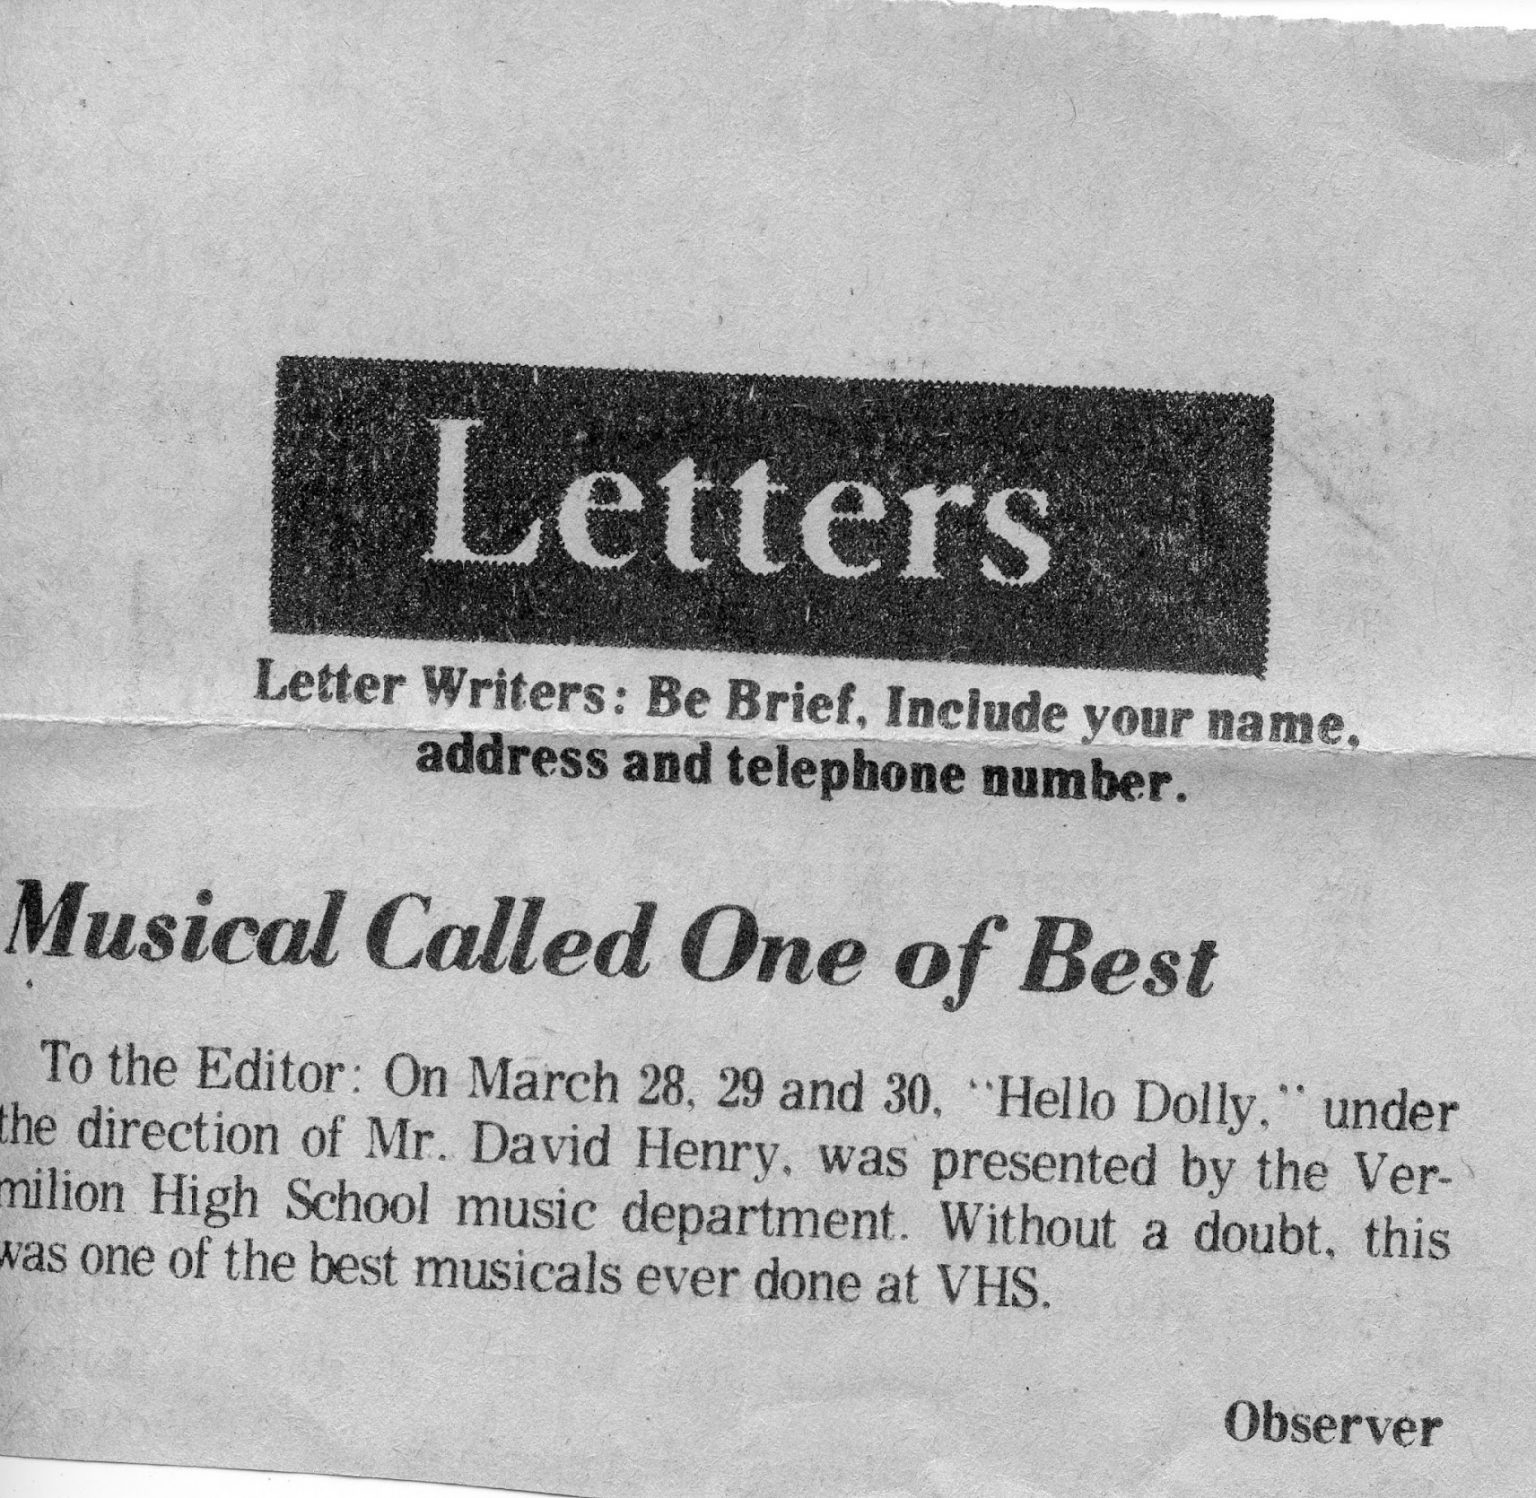 Letters
Letter Writers: Be Brief, Include your name,
address and telephone number.
Musical Called One of Best
To the Editor: On March 28, 29 and 30, "Hello Dolly," under
the direction of Mr. David Henry, was presented by the Ver-
milion High School music department. Without a doubt, this
was one of the best musicals ever done at VHS.
Observer